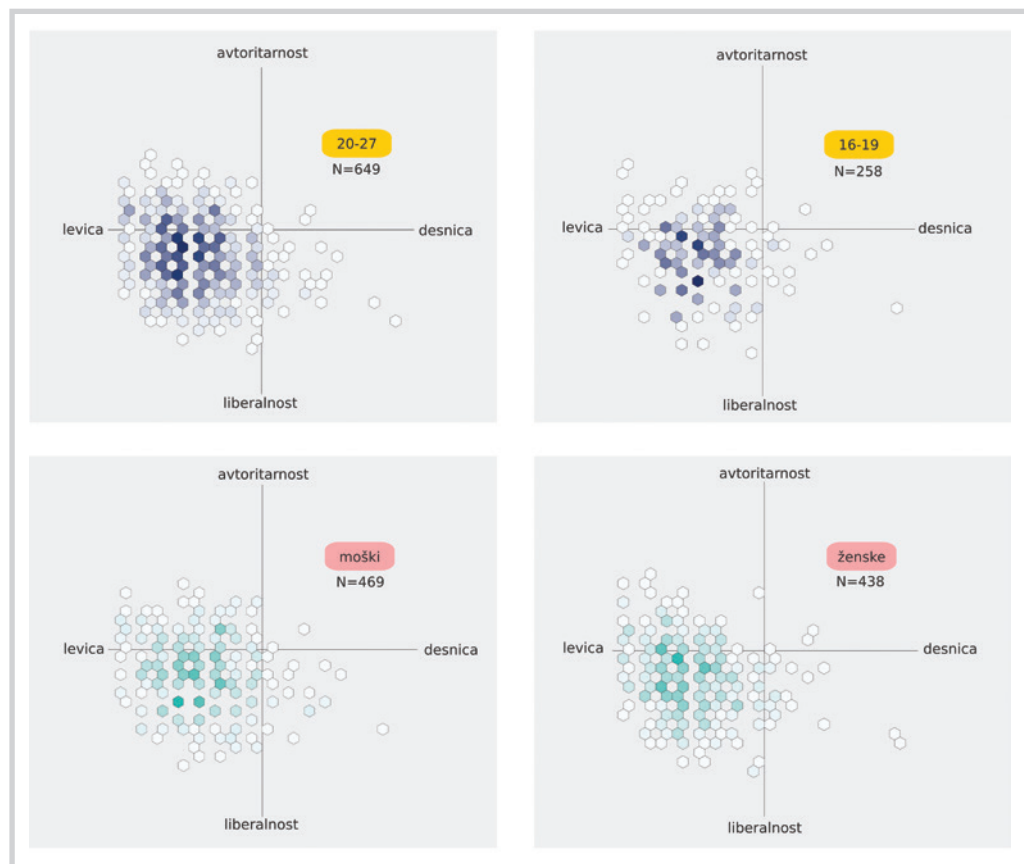 avtoritarnost
20-27
N=649
levica
desnica
liberalnost
avtoritarnost
16-19
N=258
levica
desnica
liberalnost
avtoritarnost
moški
N=469
levica
desnica
liberalnost
avtoritarnost
ženske
N=438
levica
desnica
liberalnost